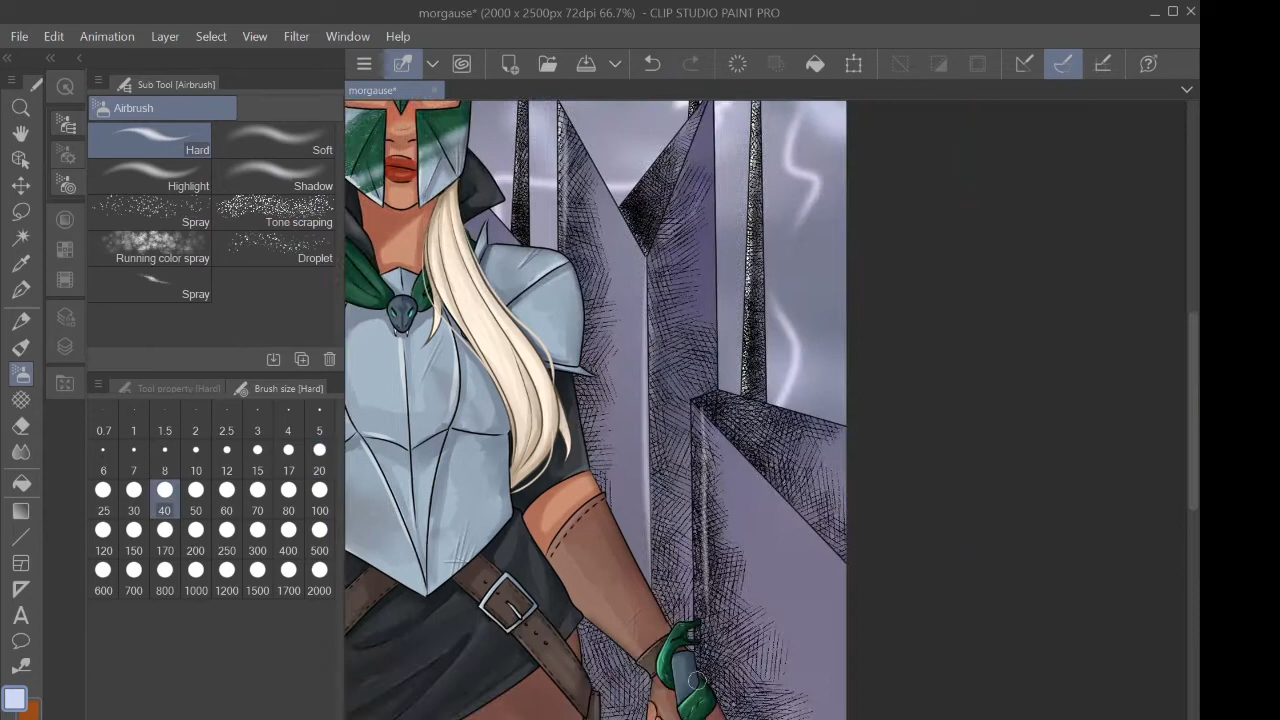 morgause* (2000 x 2500px 72dpi 66.7%) - CLIP STUDIO PAINT PRO
File Edit Animation Layer Select View Filter Window Help
Sub Tool [Airbrush]
morgause*
Airbrush
Hard Soft
Highlight Shadow
Spray Tone scraping
Running color spray Droplet
Spray
Tool property [Hard] Brush size [Hard]
0.7 1 1.5 2 2.5 3 4 5
6 7 8 10 12 15 17 20
25 30 40 50 60 70 80 100
120 150 170 200 250 300 400 500
600 700 800 1000 1200 1500 1700 2000